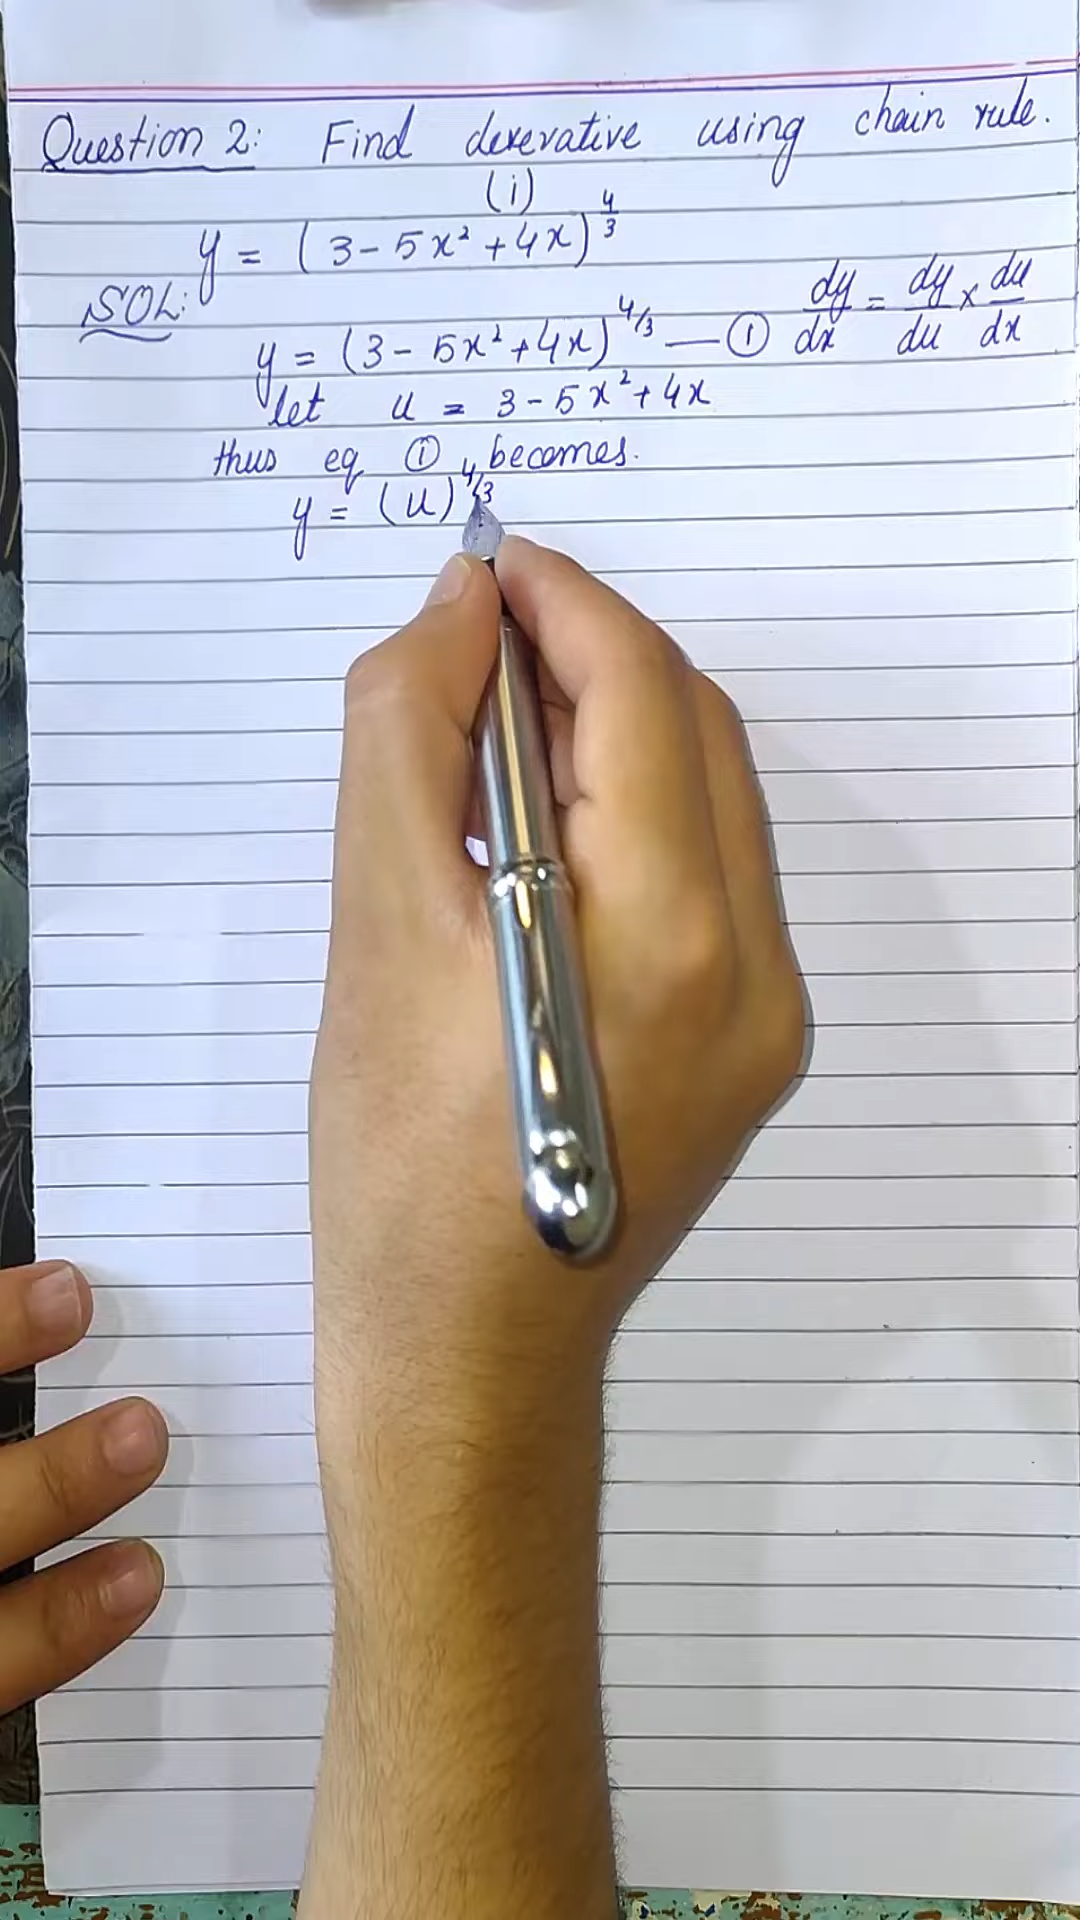 Question 2: Find derevative using chain rule.
(i)
y = (3-5x²+4x)^4/3
SOL:
y = (3-5x²+4x)^4/3 — ① dy/dx = dy/du × du/dx
let u = 3-5x²+4x
thus eq ① becomes.
y = (u)^4/3